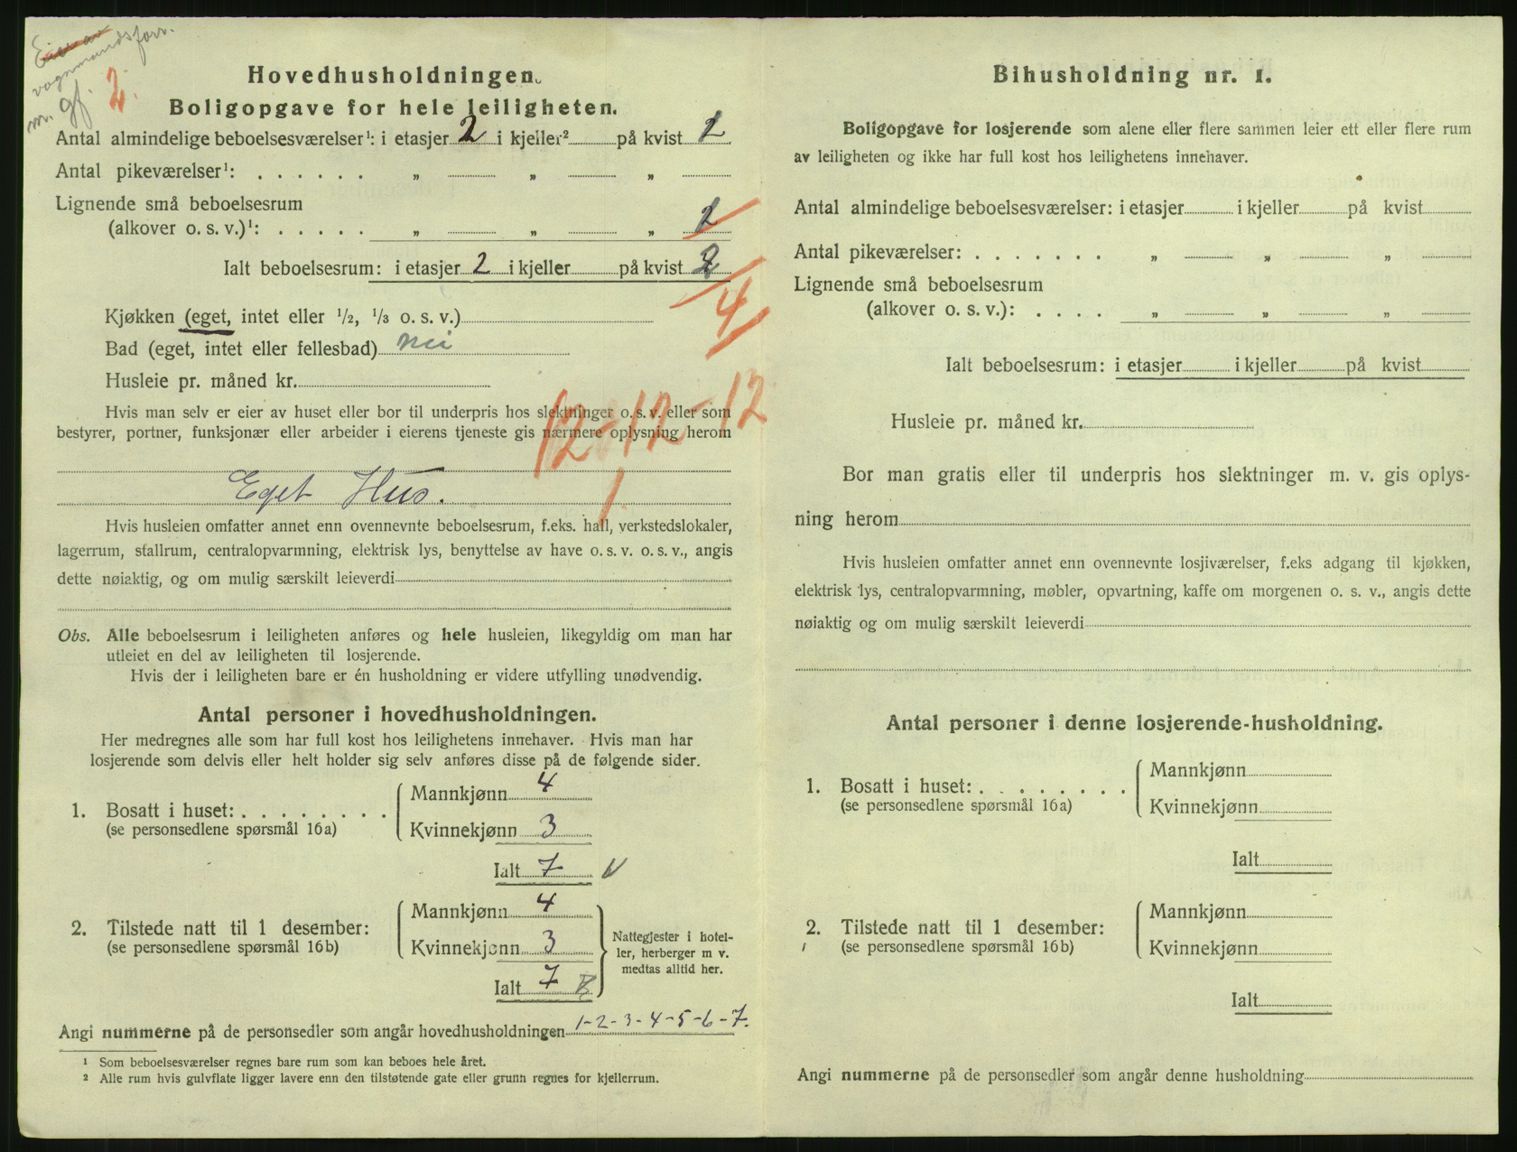 Eier av
vognmandsforr.
m. gf. 2.
Hovedhusholdningen.
Boligopgave for hele leiligheten.
Antal almindelige beboelsesværelser¹: i etasjer 2 i kjeller² på kvist 2
Antal pikeværelser¹: . . . . . . „ „ „
Lignende små beboelsesrum
(alkover o. s. v.)¹: . . . . . „ „ „ 2
Ialt beboelsesrum: i etasjer 2 i kjeller på kvist 2
4
Kjøkken (eget, intet eller ½, ⅓ o. s. v.)
Bad (eget, intet eller fellesbad) nei
Husleie pr. måned kr.
Hvis man selv er eier av huset eller bor til underpris hos slektninger o. s. v. eller som
bestyrer, portner, funksjonær eller arbeider i eierens tjeneste gis nærmere oplysning herom
12-12-12
1.
Eget Hus.
Hvis husleien omfatter annet enn ovennevnte beboelsesrum, f.eks. hall, verkstedslokaler,
lagerrum, stallrum, centralopvarmning, elektrisk lys, benyttelse av have o. s. v. o. s. v., angis
dette nøiaktig, og om mulig særskilt leieverdi
Obs. Alle beboelsesrum i leiligheten anføres og hele husleien, likegyldig om man har
utleiet en del av leiligheten til losjerende.
Hvis der i leiligheten bare er én husholdning er videre utfylling unødvendig.
Antal personer i hovedhusholdningen.
Her medregnes alle som har full kost hos leilighetens innehaver. Hvis man har
losjerende som delvis eller helt holder sig selv anføres disse på de følgende sider.
1. Bosatt i huset: . . . . . . . .
(se personsedlene spørsmål 16a)
Mannkjønn 4
Kvinnekjønn 3
Ialt 7
2. Tilstede natt til 1 desember:
(se personsedlene spørsmål 16b)
Mannkjønn 4
Kvinnekjønn 3
Ialt 7
Nattegjester i hotel-
ler, herberger m v.
medtas alltid her.
Angi nummerne på de personsedler som angår hovedhusholdningen 1-2-3-4-5-6-7.
¹ Som beboelsesværelser regnes bare rum som kan beboes hele året.
² Alle rum hvis gulvflate ligger lavere enn den tilstøtende gate eller grunn regnes for kjellerrum.
Bihusholdning nr. 1.
Boligopgave for losjerende som alene eller flere sammen leier ett eller flere rum
av leiligheten og ikke har full kost hos leilighetens innehaver.
Antal almindelige beboelsesværelser: i etasjer i kjeller på kvist
Antal pikeværelser: . . . . . . . „ „ „
Lignende små beboelsesrum
(alkover o. s. v.): . . . . „ „ „
Ialt beboelsesrum: i etasjer i kjeller på kvist
Husleie pr. måned kr.
Bor man gratis eller til underpris hos slektninger m. v. gis oplys-
ning herom
Hvis husleien omfatter annet enn ovennevnte losjiværelser, f.eks adgang til kjøkken,
elektrisk lys, centralopvarmning, møbler, opvartning, kaffe om morgenen o. s. v., angis dette
nøiaktig og om mulig særskilt leieverdi
Antal personer i denne losjerende-husholdning.
1. Bosatt i huset: . . . . . . . .
(se personsedlene spørsmål 16a)
Mannkjønn
Kvinnekjønn
Ialt
2. Tilstede natt til 1 desember:
(se personsedlene spørsmål 16b)
Mannkjønn
Kvinnekjønn
Ialt
Angi nummerne på de personsedler som angår denne husholdning